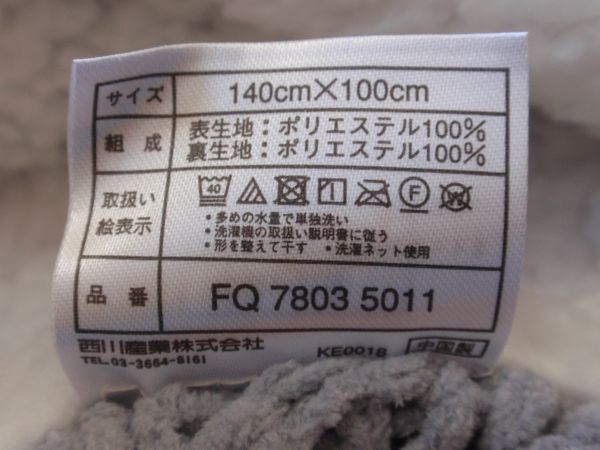 サイズ 140cm×100cm
組成 表生地：ポリエステル100%
裏生地：ポリエステル100%
取扱い絵表示 40 F
・多めの水量で単独洗い
・洗濯機の取扱い説明書に従う
・形を整えて干す ・洗濯ネット使用
品番 FQ 7803 5011
西川産業株式会社
TEL.03-3664-8161 KE0018 中国製